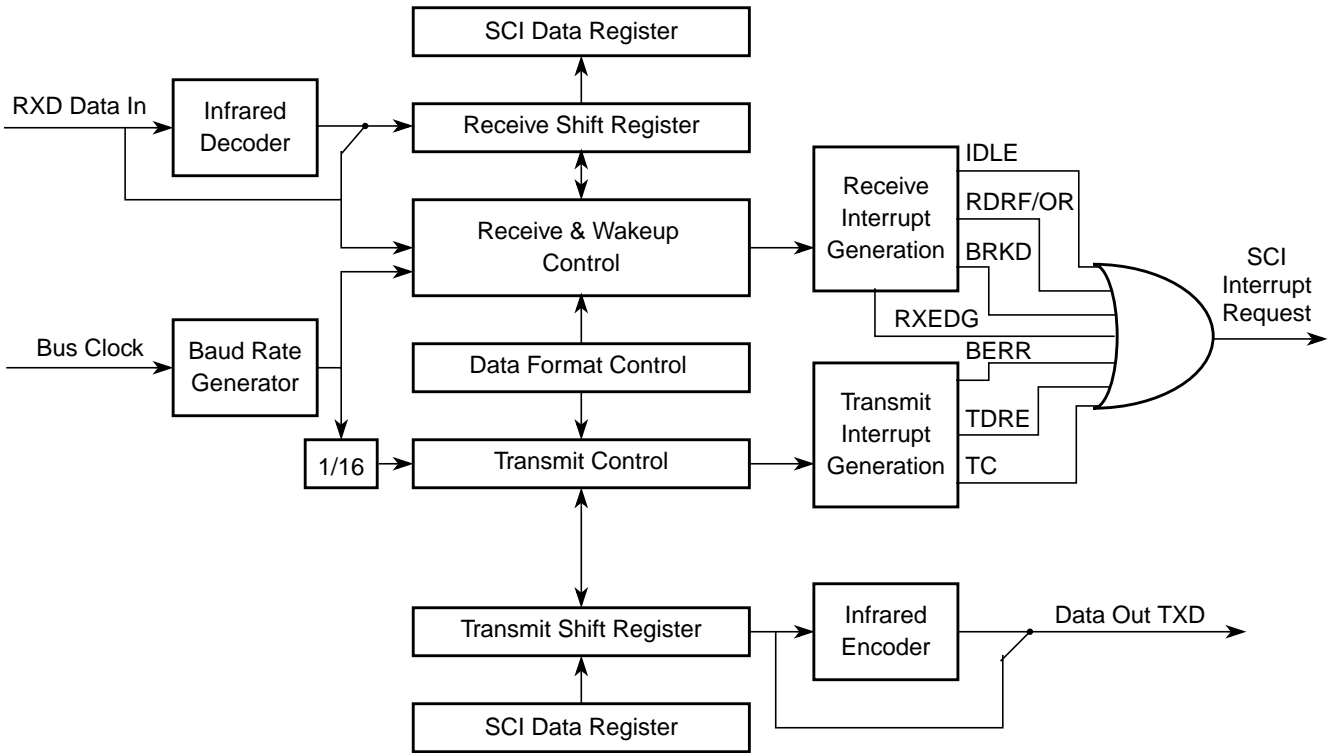 SCI Data Register
RXD Data In
Infrared
Decoder
Receive Shift Register
IDLE
Receive
Interrupt
Generation
RDRF/OR
Receive & Wakeup
Control
BRKD
SCI
Interrupt
Request
RXEDG
Bus Clock
Baud Rate
Generator
Data Format Control
BERR
Transmit
Interrupt
Generation
TDRE
1/16
Transmit Control
TC
Transmit Shift Register
Infrared
Encoder
Data Out TXD
SCI Data Register